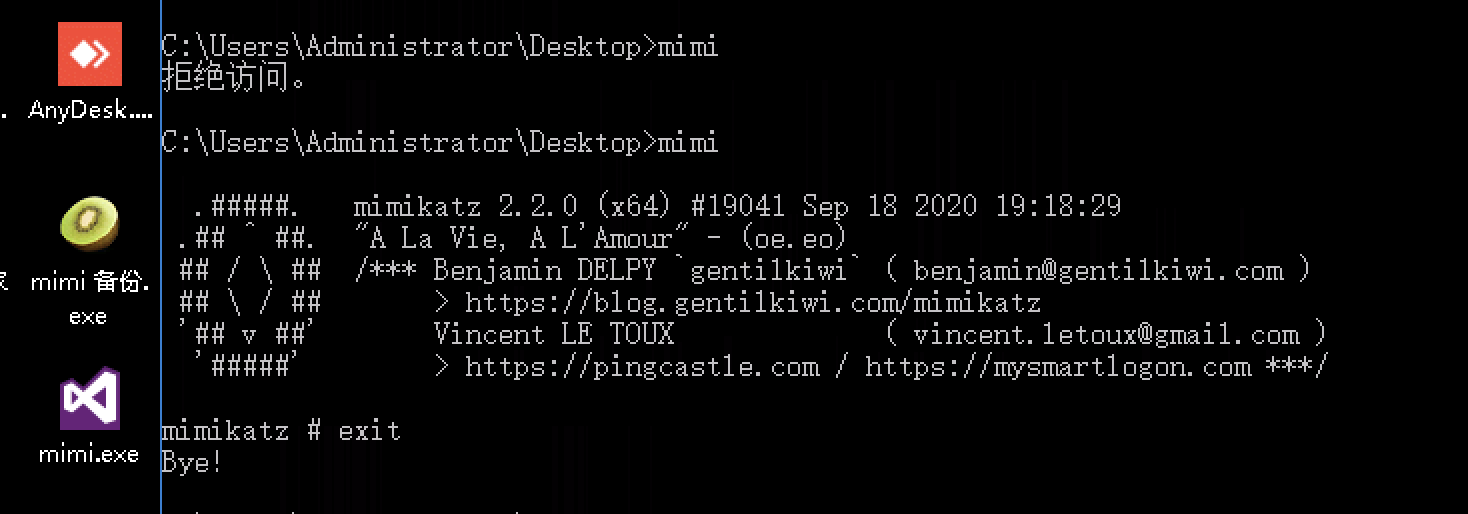 AnyDesk....
mimi 备份.
exe
mimi.exe
C:\Users\Administrator\Desktop>mimi
拒绝访问。
C:\Users\Administrator\Desktop>mimi
.#####. mimikatz 2.2.0 (x64) #19041 Sep 18 2020 19:18:29
.## ^ ##. "A La Vie, A L'Amour" - (oe.eo)
## / \ ## /*** Benjamin DELPY `gentilkiwi` ( benjamin@gentilkiwi.com )
## \ / ## > https://blog.gentilkiwi.com/mimikatz
'## v ##' Vincent LE TOUX ( vincent.letoux@gmail.com )
'#####' > https://pingcastle.com / https://mysmartlogon.com ***/
mimikatz # exit
Bye!